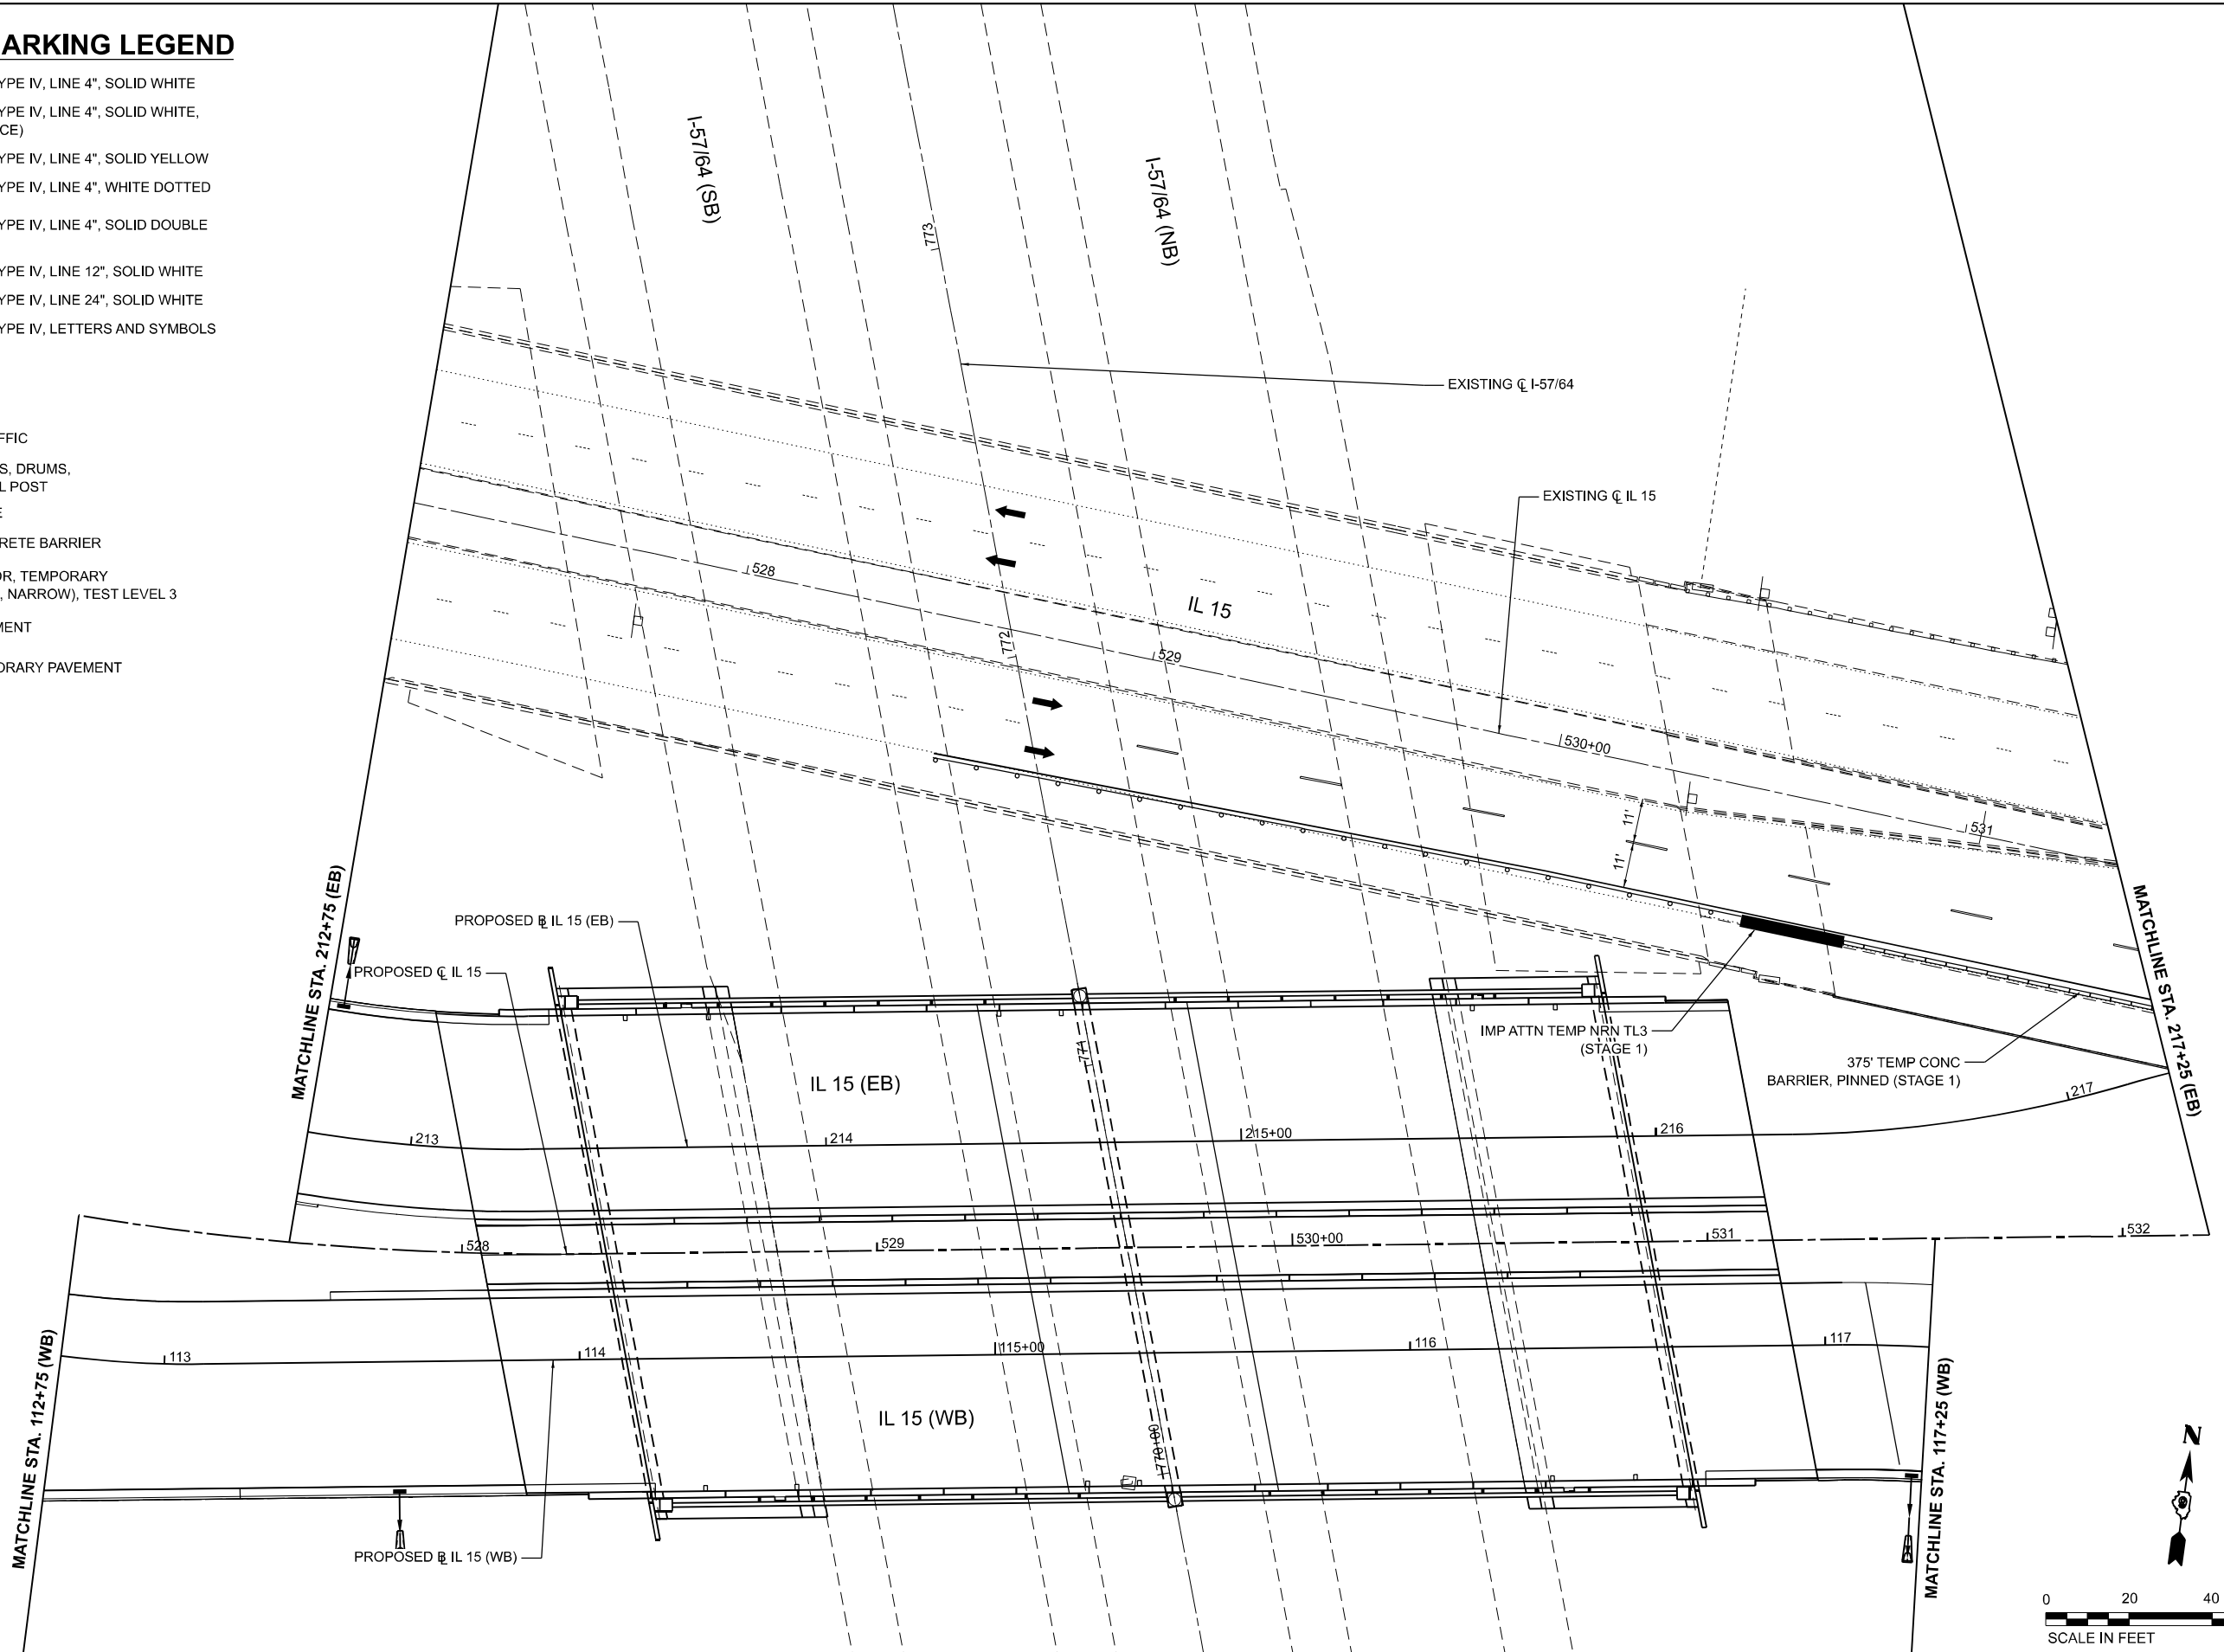 ARKING LEGEND
YPE IV, LINE 4", SOLID WHITE
YPE IV, LINE 4", SOLID WHITE,
CE)
YPE IV, LINE 4", SOLID YELLOW
YPE IV, LINE 4", WHITE DOTTED
YPE IV, LINE 4", SOLID DOUBLE
YPE IV, LINE 12", SOLID WHITE
YPE IV, LINE 24", SOLID WHITE
YPE IV, LETTERS AND SYMBOLS
FFIC
S, DRUMS,
L POST
E
RETE BARRIER
OR, TEMPORARY
, NARROW), TEST LEVEL 3
MENT
ORARY PAVEMENT
I-57/64 (SB)
I-57/64 (NB)
773
EXISTING ℄ I-57/64
EXISTING ℄ IL 15
528
IL 15
772
529
530+00
531
11'
11'
MATCHLINE STA. 212+75 (EB)
MATCHLINE STA. 217+25 (EB)
PROPOSED ⅊ IL 15 (EB)
PROPOSED ℄ IL 15
IMP ATTN TEMP NRN TL3
(STAGE 1)
375' TEMP CONC
BARRIER, PINNED (STAGE 1)
771
IL 15 (EB)
213
214
215+00
216
217
528
529
530+00
531
532
113
114
115+00
116
117
MATCHLINE STA. 112+75 (WB)
MATCHLINE STA. 117+25 (WB)
IL 15 (WB)
770+00
PROPOSED ⅊ IL 15 (WB)
N
0 20 40
SCALE IN FEET